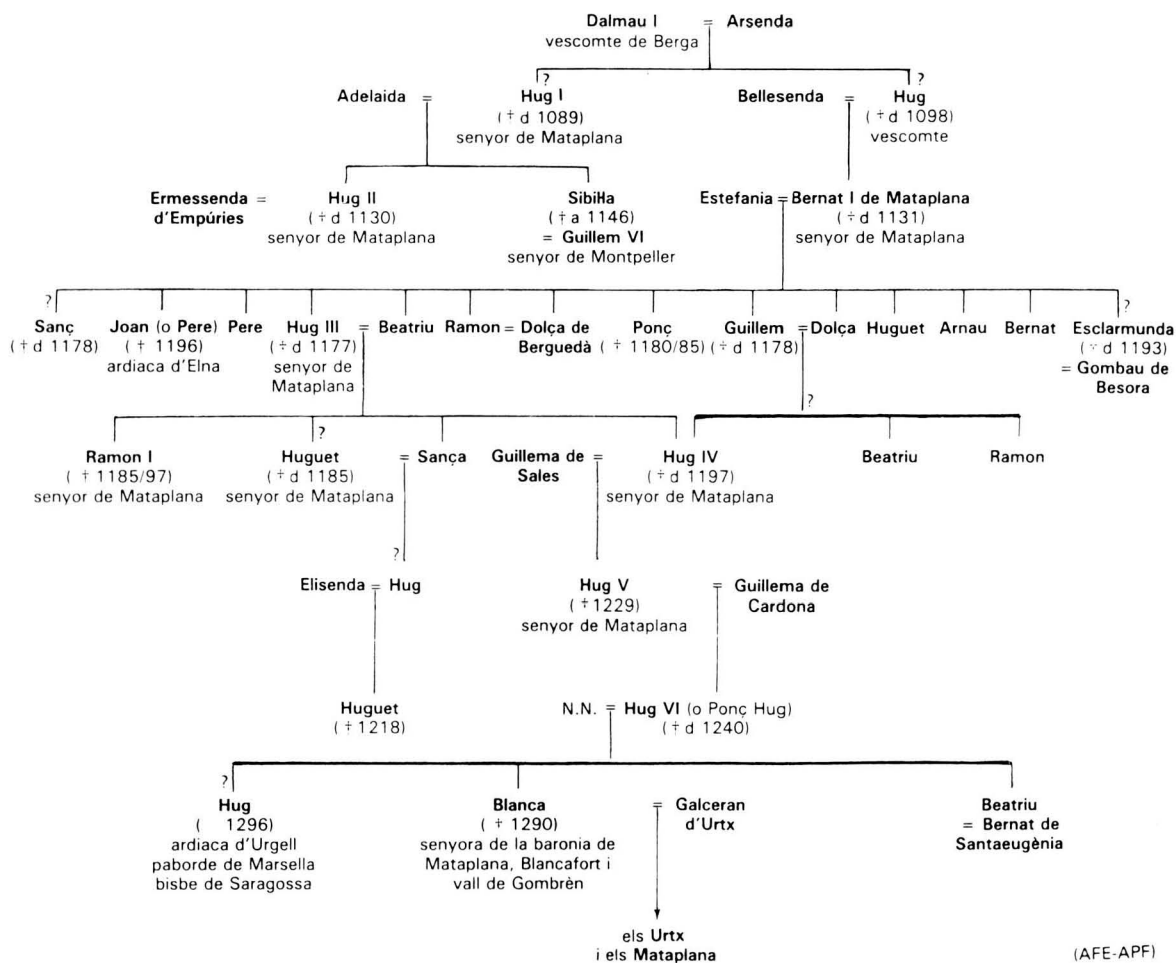 Dalmau I = Arsenda
vescomte de Berga
? ?
Adelaida = Hug I Bellesenda = Hug
(† d 1089) († d 1098)
senyor de Mataplana vescomte
Ermessenda = Hug II Sibiŀla Estefania = Bernat I de Mataplana
d'Empúries († d 1130) († a 1146) († d 1131)
senyor de Mataplana = Guillem VI senyor de Mataplana
senyor de Montpeller
? ?
Sanç Joan (o Pere) Pere Hug III = Beatriu Ramon = Dolça de Ponç Guillem = Dolça Huguet Arnau Bernat Esclarmunda
(† d 1178) († 1196) († d 1177) Berguedà († 1180/85) († d 1178) († d 1193)
ardiaca d'Elna senyor de = Gombau de
Mataplana Besora
? ?
Ramon I Huguet = Sança Guillema de = Hug IV Beatriu Ramon
(† 1185/97) († d 1185) Sales († d 1197)
senyor de Mataplana senyor de Mataplana senyor de Mataplana
?
Elisenda = Hug Hug V = Guillema de
(† 1229) Cardona
senyor de Mataplana
Huguet N.N. = Hug VI (o Ponç Hug)
(† 1218) († d 1240)
?
Hug Blanca = Galceran Beatriu
( 1296) († 1290) d'Urtx = Bernat de
ardiaca d'Urgell senyora de la baronia de Santaeugènia
paborde de Marsella Mataplana, Blancafort i
bisbe de Saragossa vall de Gombrèn
els Urtx
i els Mataplana (AFE-APF)